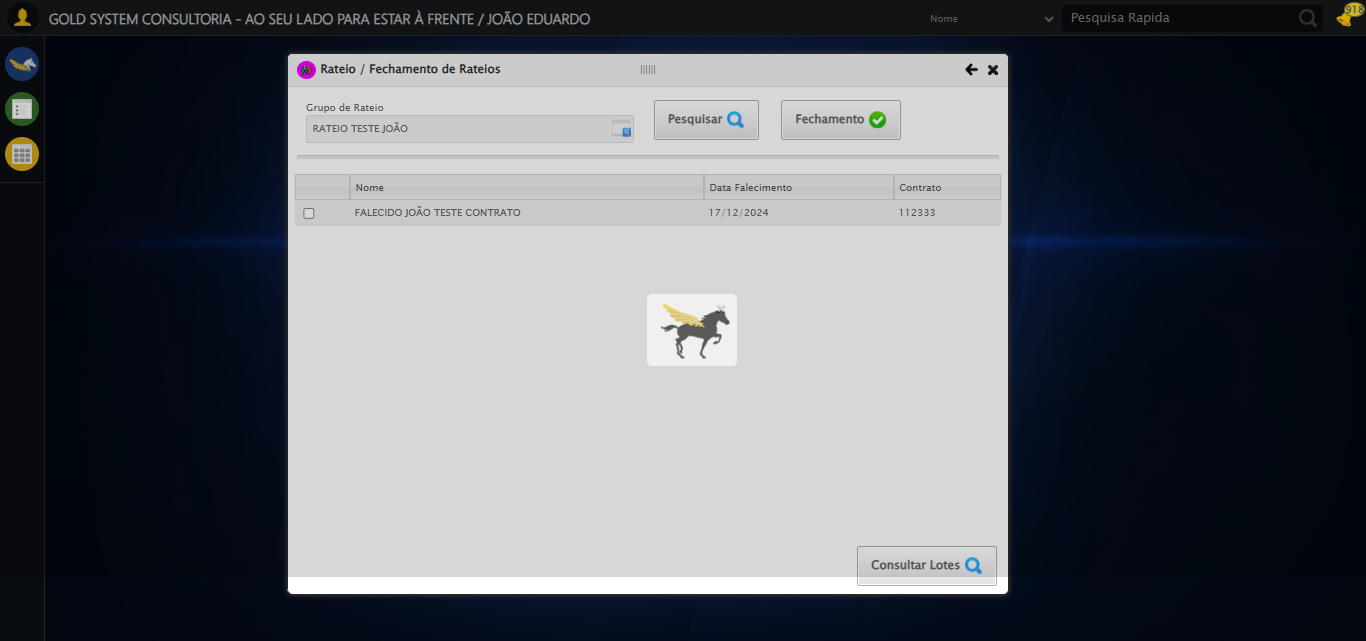 GOLD SYSTEM CONSULTORIA - AO SEU LADO PARA ESTAR À FRENTE / JOÃO EDUARDO
Nome
Pesquisa Rapida
918
Rateio / Fechamento de Rateios
Grupo de Rateio
RATEIO TESTE JOÃO
Pesquisar
Fechamento
Nome Data Falecimento Contrato
FALECIDO JOÃO TESTE CONTRATO 17/12/2024 112333
Consultar Lotes